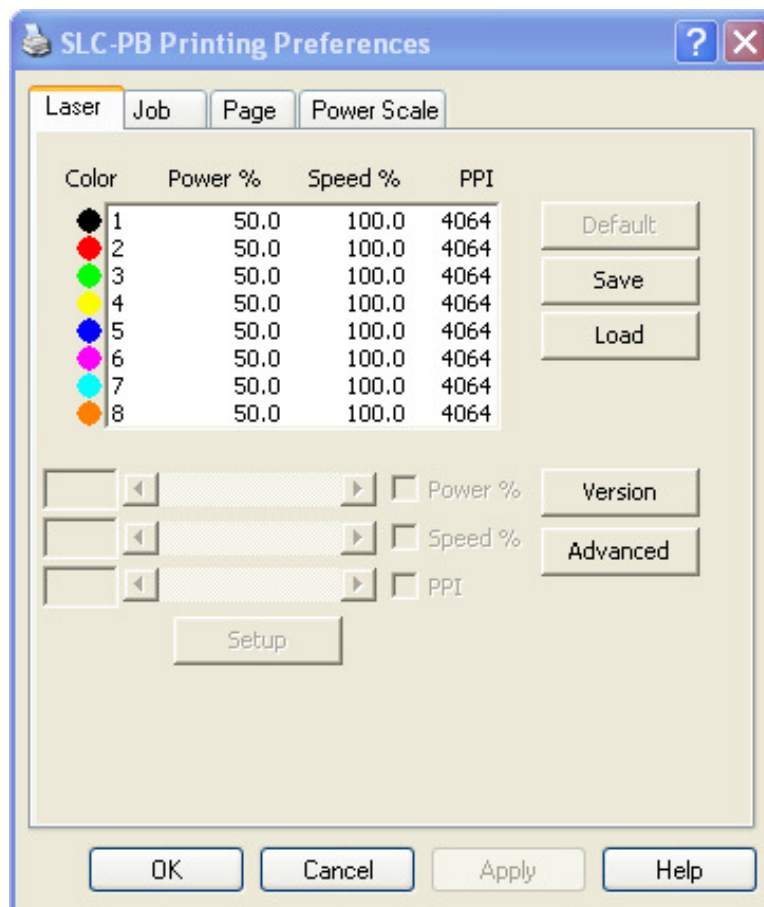 SLC-PB Printing Preferences
Laser Job Page Power Scale
Color Power % Speed % PPI
1 50.0 100.0 4064 Default
2 50.0 100.0 4064
3 50.0 100.0 4064 Save
4 50.0 100.0 4064
5 50.0 100.0 4064 Load
6 50.0 100.0 4064
7 50.0 100.0 4064
8 50.0 100.0 4064
Power % Version
Speed % Advanced
PPI
Setup
OK Cancel Apply Help